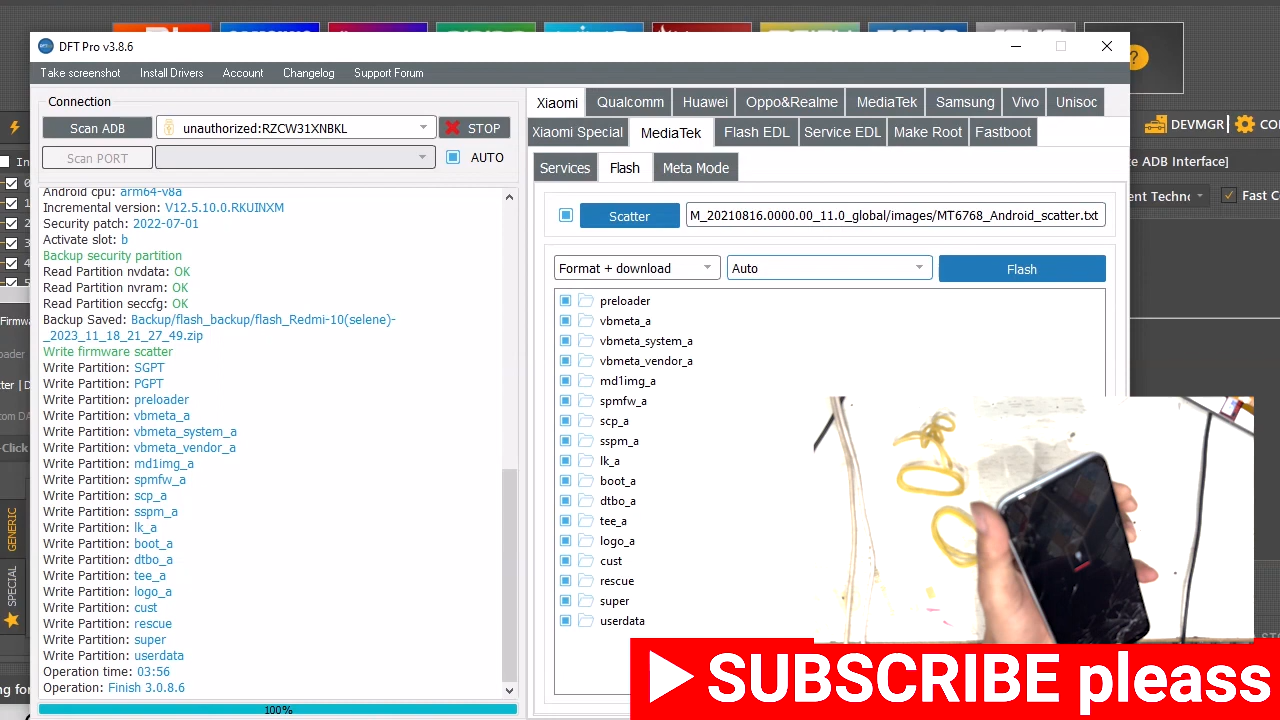 DFT Pro v3.8.6
Take screenshot Install Drivers Account Changelog Support Forum
Connection
Scan ADB unauthorized:RZCW31XNBKL STOP
Scan PORT AUTO
Android cpu: arm64-v8a
Incremental version: V12.5.10.0.RKUINXM
Security patch: 2022-07-01
Activate slot: b
Backup security partition
Read Partition nvdata: OK
Read Partition nvram: OK
Read Partition seccfg: OK
Backup Saved: Backup/flash_backup/flash_Redmi-10(selene)-
_2023_11_18_21_27_49.zip
Write firmware scatter
Write Partition: SGPT
Write Partition: PGPT
Write Partition: preloader
Write Partition: vbmeta_a
Write Partition: vbmeta_system_a
Write Partition: vbmeta_vendor_a
Write Partition: md1img_a
Write Partition: spmfw_a
Write Partition: scp_a
Write Partition: sspm_a
Write Partition: lk_a
Write Partition: boot_a
Write Partition: dtbo_a
Write Partition: tee_a
Write Partition: logo_a
Write Partition: cust
Write Partition: rescue
Write Partition: super
Write Partition: userdata
Operation time: 03:56
Operation: Finish 3.0.8.6
100%
Xiaomi Qualcomm Huawei Oppo&Realme MediaTek Samsung Vivo Unisoc
Xiaomi Special MediaTek Flash EDL Service EDL Make Root Fastboot
Services Flash Meta Mode
Scatter M_20210816.0000.00_11.0_global/images/MT6768_Android_scatter.txt
Format + download Auto Flash
preloader
vbmeta_a
vbmeta_system_a
vbmeta_vendor_a
md1img_a
spmfw_a
scp_a
sspm_a
lk_a
boot_a
dtbo_a
tee_a
logo_a
cust
rescue
super
userdata
?
DEVMGR CO
e ADB Interface]
ent Techno
Fast C
GENERIC
SPECIAL
SUBSCRIBE pleass